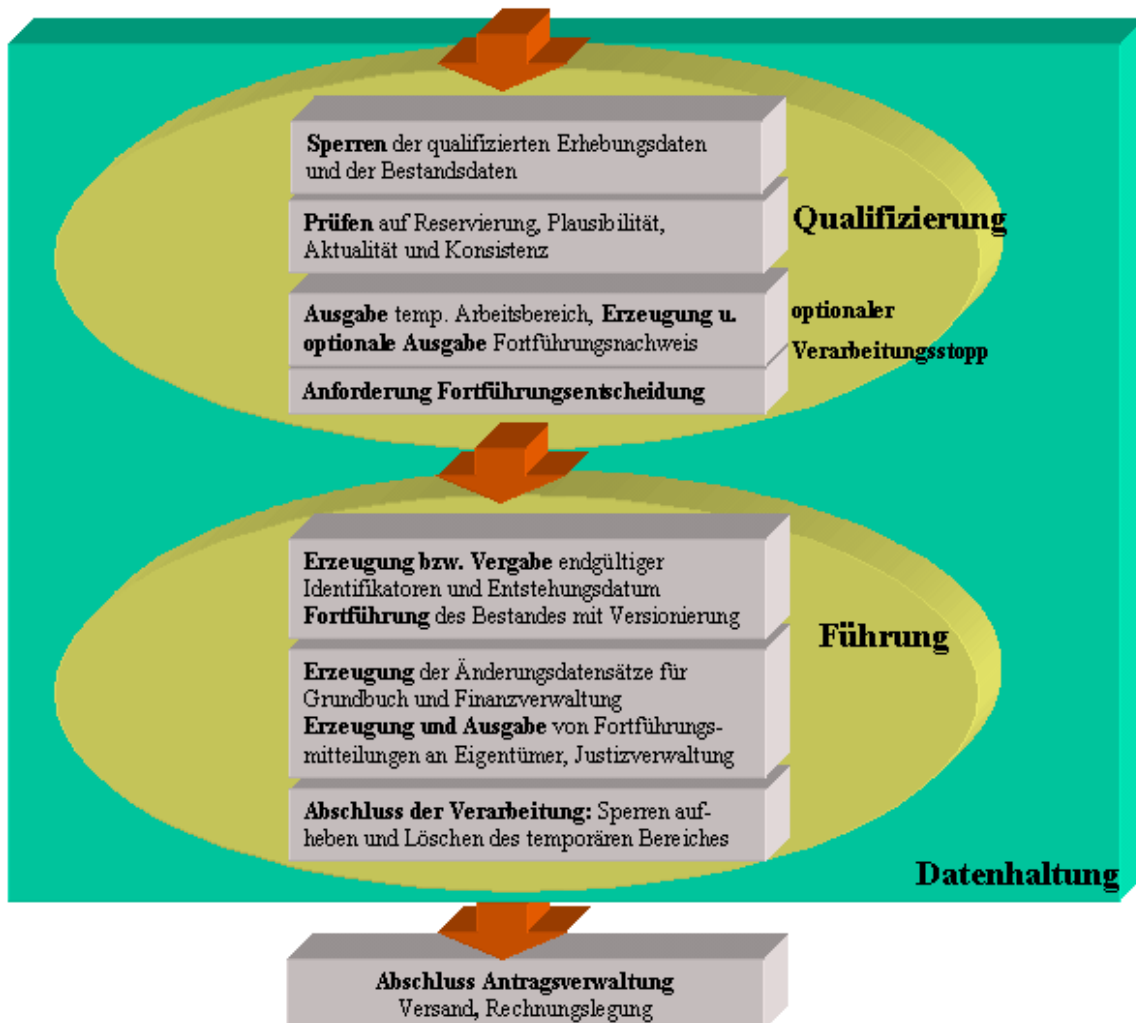 Sperren der qualifizierten Erhebungsdaten
und der Bestandsdaten
Prüfen auf Reservierung, Plausibilität,
Aktualität und Konsistenz
Qualifizierung
Ausgabe temp. Arbeitsbereich, Erzeugung u.
optionale Ausgabe Fortführungsnachweis
optionaler
Verarbeitungsstopp
Anforderung Fortführungsentscheidung
Erzeugung bzw. Vergabe endgültiger
Identifikatoren und Entstehungsdatum
Fortführung des Bestandes mit Versionierung
Führung
Erzeugung der Änderungsdatensätze für
Grundbuch und Finanzverwaltung
Erzeugung und Ausgabe von Fortführungs-
mitteilungen an Eigentümer, Justizverwaltung
Abschluss der Verarbeitung: Sperren auf-
heben und Löschen des temporären Bereiches
Datenhaltung
Abschluss Antragsverwaltung
Versand, Rechnungslegung